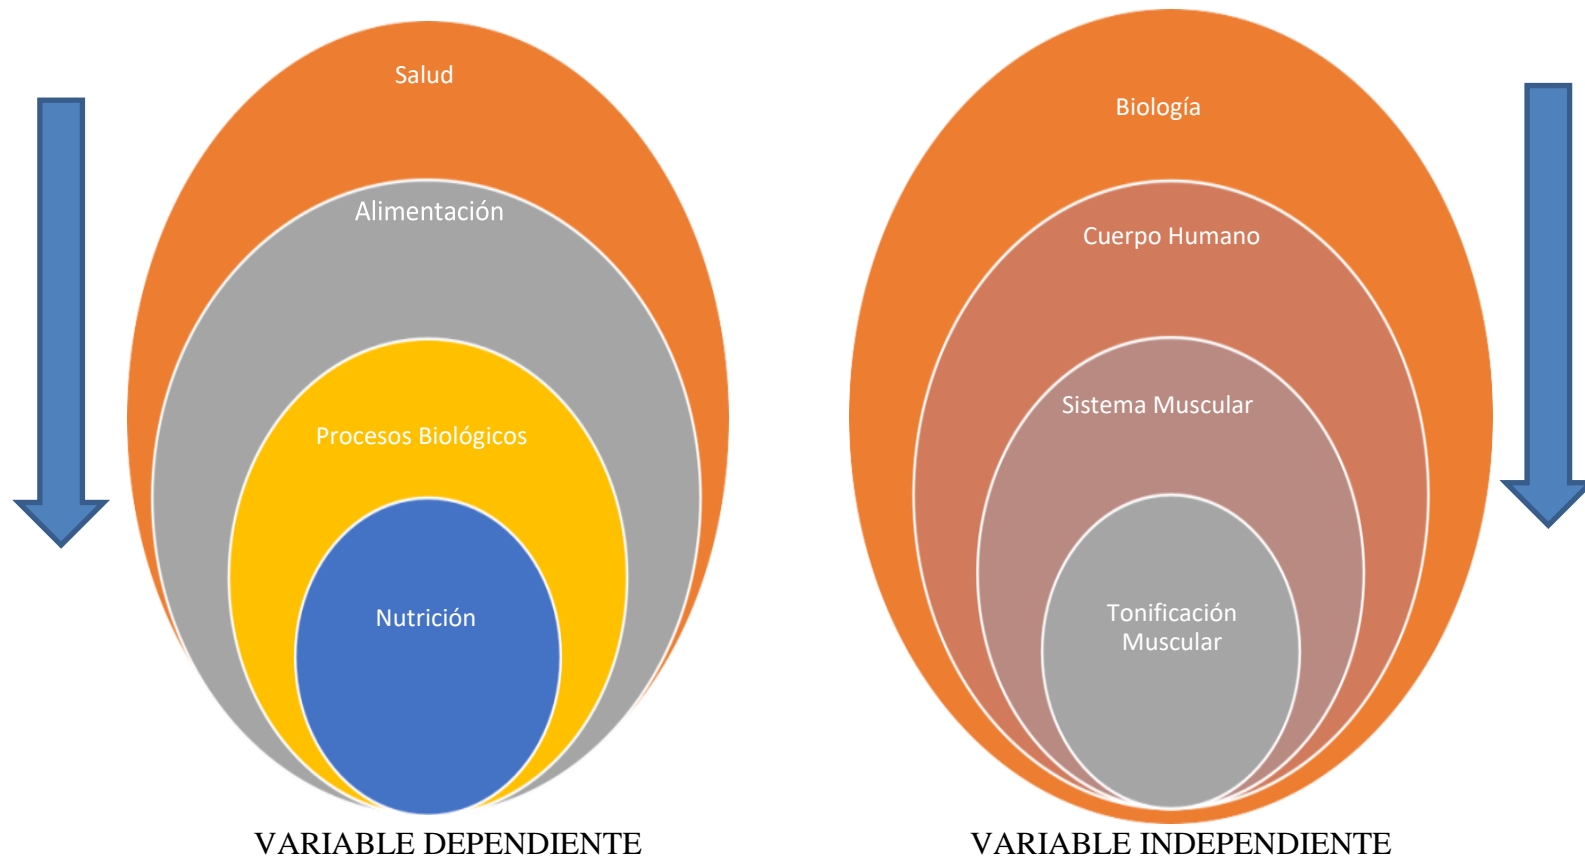 Salud
Alimentación
Procesos Biológicos
Nutrición
VARIABLE DEPENDIENTE
Biología
Cuerpo Humano
Sistema Muscular
Tonificación
Muscular
VARIABLE INDEPENDIENTE